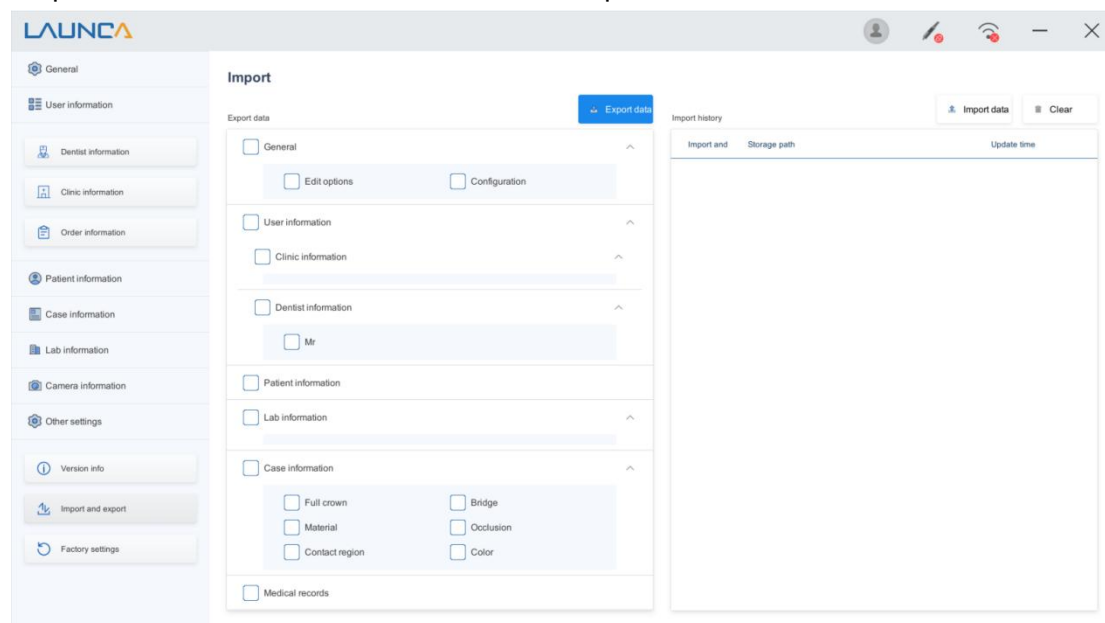 LAUNCA
General
User information
Dentist information
Clinic information
Order information
Patient information
Case information
Lab information
Camera information
Other settings
Version info
Import and export
Factory settings
Import
Export data
Export data
General
Edit options Configuration
User information
Clinic information
Dentist information
Mr
Patient information
Lab information
Case information
Full crown Bridge
Material Occlusion
Contact region Color
Medical records
Import history
Import data Clear
Import and Storage path Update time